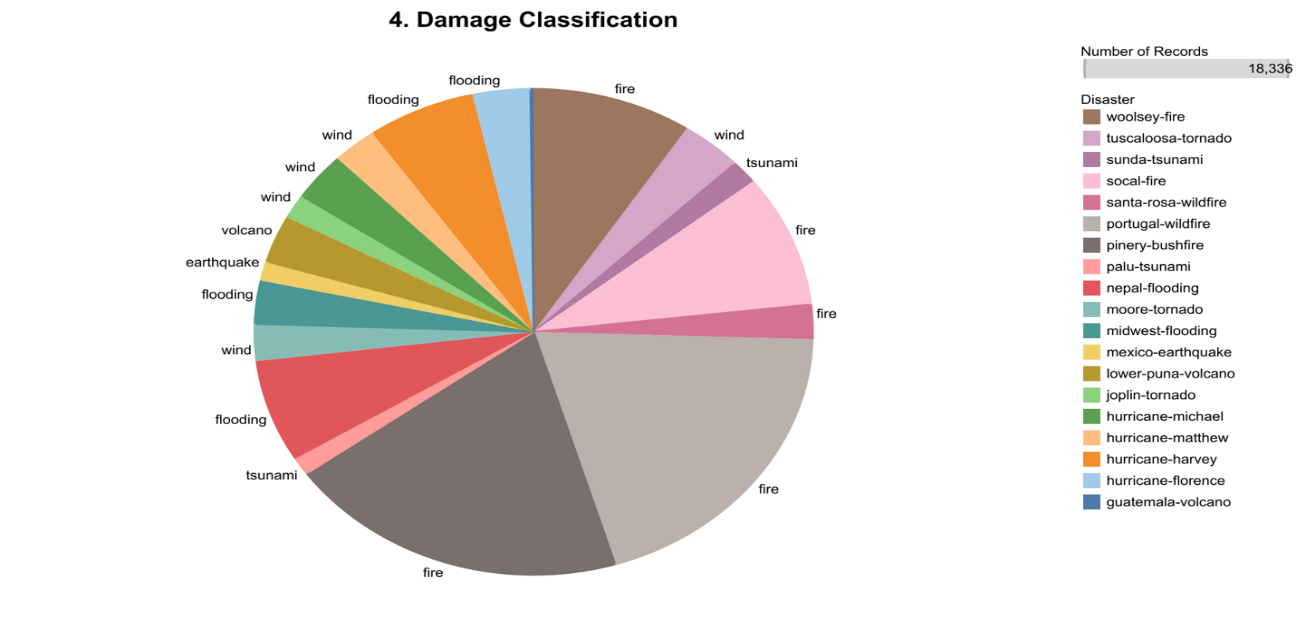 4. Damage Classification
flooding
fire
flooding
wind
wind
tsunami
wind
wind
volcano
fire
earthquake
flooding
fire
wind
flooding
tsunami
fire
fire
Number of Records
18,336
Disaster
woolsey-fire
tuscaloosa-tornado
sunda-tsunami
socal-fire
santa-rosa-wildfire
portugal-wildfire
pinery-bushfire
palu-tsunami
nepal-flooding
moore-tornado
midwest-flooding
mexico-earthquake
lower-puna-volcano
joplin-tornado
hurricane-michael
hurricane-matthew
hurricane-harvey
hurricane-florence
guatemala-volcano